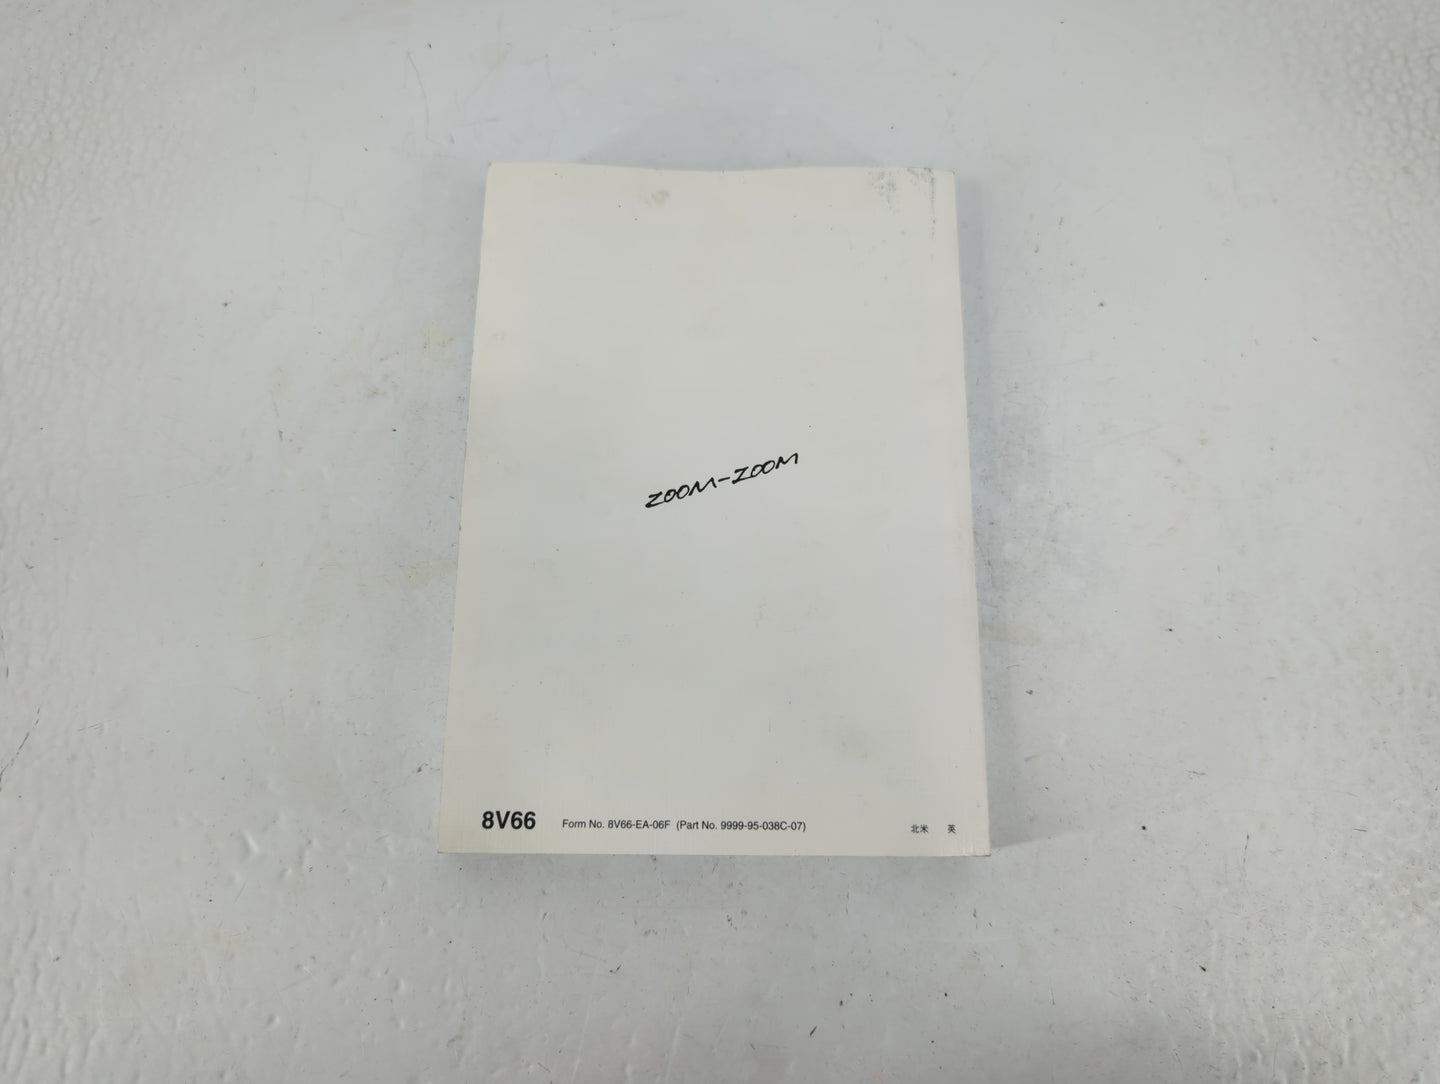 ZOOM-ZOOM
8V66 Form No. 8V66-EA-06F (Part No. 9999-95-038C-07) 北米 英